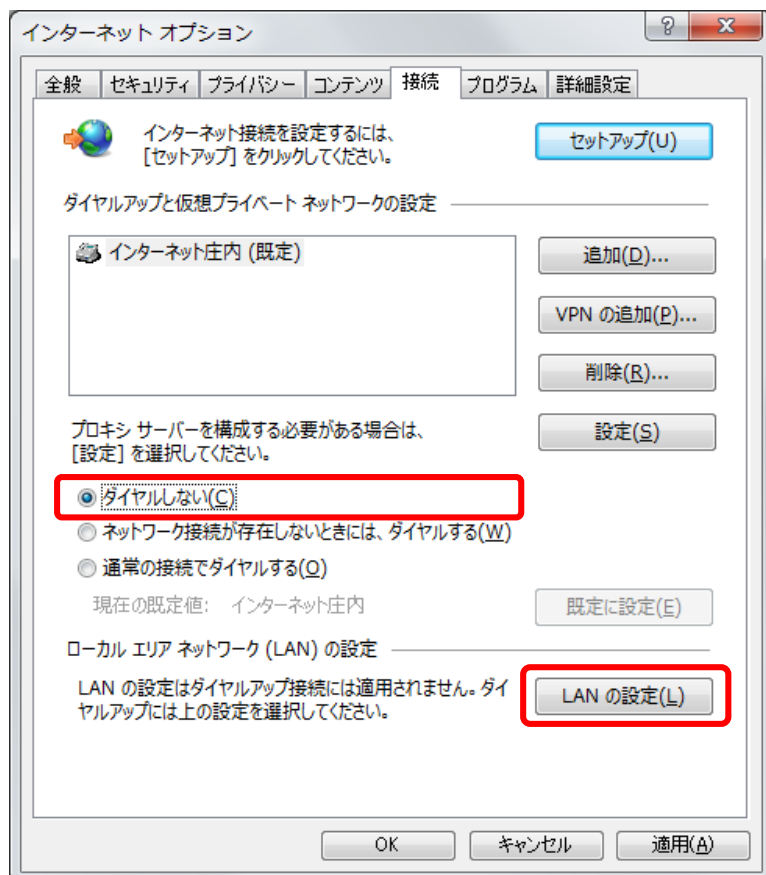 インターネット オプション
全般
セキュリティ
プライバシー
コンテンツ
接続
プログラム
詳細設定
インターネット接続を設定するには、
[セットアップ] をクリックしてください。
セットアップ(U)
ダイヤルアップと仮想プライベート ネットワークの設定
インターネット庄内 (既定)
追加(D)...
VPN の追加(P)...
削除(R)...
プロキシ サーバーを構成する必要がある場合は、
[設定] を選択してください。
設定(S)
ダイヤルしない(C)
ネットワーク接続が存在しないときには、ダイヤルする(W)
通常の接続でダイヤルする(O)
現在の既定値: インターネット庄内
既定に設定(E)
ローカル エリア ネットワーク (LAN) の設定
LAN の設定はダイヤルアップ接続には適用されません。ダイ
ヤルアップには上の設定を選択してください。
LAN の設定(L)
OK
キャンセル
適用(A)